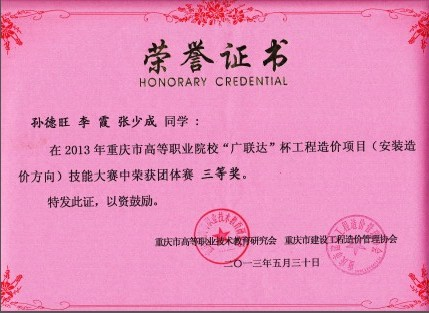 荣誉证书
HONORARY CREDENTIAL
孙德旺 李 霞 张少成 同学：
在2013年重庆市高等职业院校“广联达”杯工程造价项目（安装造
价方向）技能大赛中荣获团体赛 三等奖。
特发此证，以资鼓励。
重庆市高等职业技术教育研究会 重庆市建设工程造价管理协会
二〇一三年五月三十日